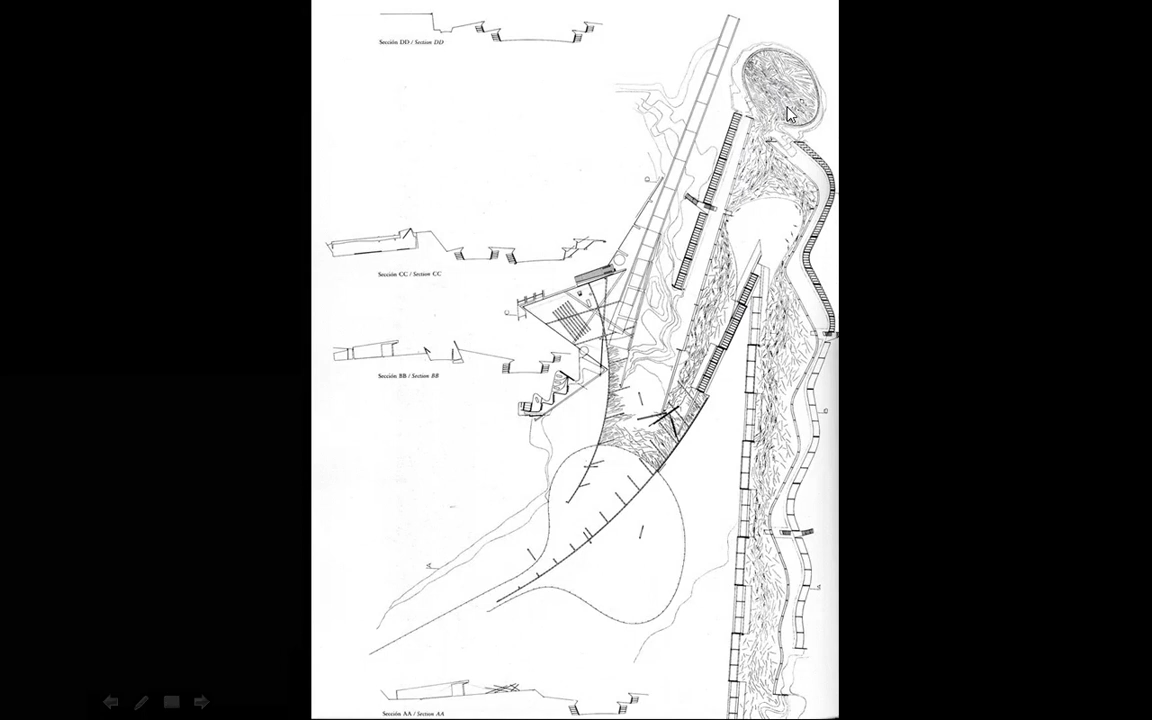 Sección DD / Section DD
Sección CC / Section CC
Sección BB / Section BB
Sección AA / Section AA